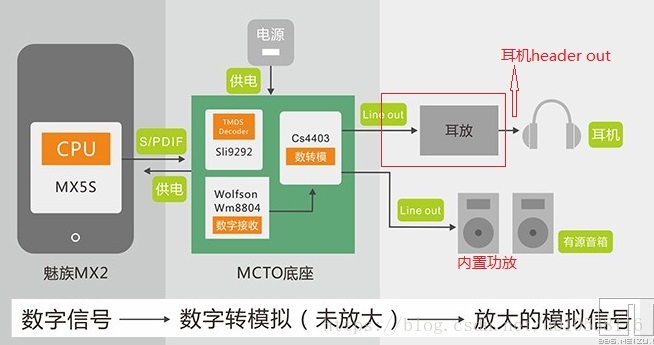 电源
耳机header out
供电
TMDS
Decoder
Sli9292
Cs4403
数转模
Line out
耳放
耳机
CPU
MX5S
S/PDIF
供电
Wolfson
Wm8804
数字接收
Line out
有源音箱
内置功放
魅族MX2
MCTO底座
数字信号
数字转模拟（未放大）
放大的模拟信号